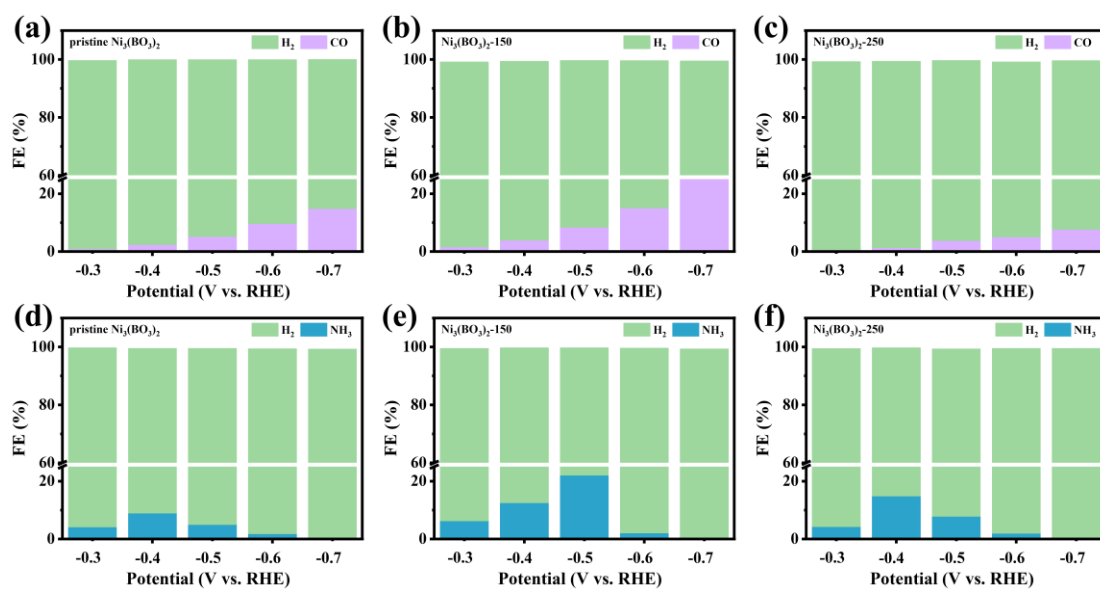 (a)
pristine Ni₃(BO₃)₂
H₂ CO
FE (%)
100
80
60
20
0
-0.3 -0.4 -0.5 -0.6 -0.7
Potential (V vs. RHE)
(b)
Ni₃(BO₃)₂-150
H₂ CO
FE (%)
100
80
60
20
0
-0.3 -0.4 -0.5 -0.6 -0.7
Potential (V vs. RHE)
(c)
Ni₃(BO₃)₂-250
H₂ CO
FE (%)
100
80
60
20
0
-0.3 -0.4 -0.5 -0.6 -0.7
Potential (V vs. RHE)
(d)
pristine Ni₃(BO₃)₂
H₂ NH₃
FE (%)
100
80
60
20
0
-0.3 -0.4 -0.5 -0.6 -0.7
Potential (V vs. RHE)
(e)
Ni₃(BO₃)₂-150
H₂ NH₃
FE (%)
100
80
60
20
0
-0.3 -0.4 -0.5 -0.6 -0.7
Potential (V vs. RHE)
(f)
Ni₃(BO₃)₂-250
H₂ NH₃
FE (%)
100
80
60
20
0
-0.3 -0.4 -0.5 -0.6 -0.7
Potential (V vs. RHE)